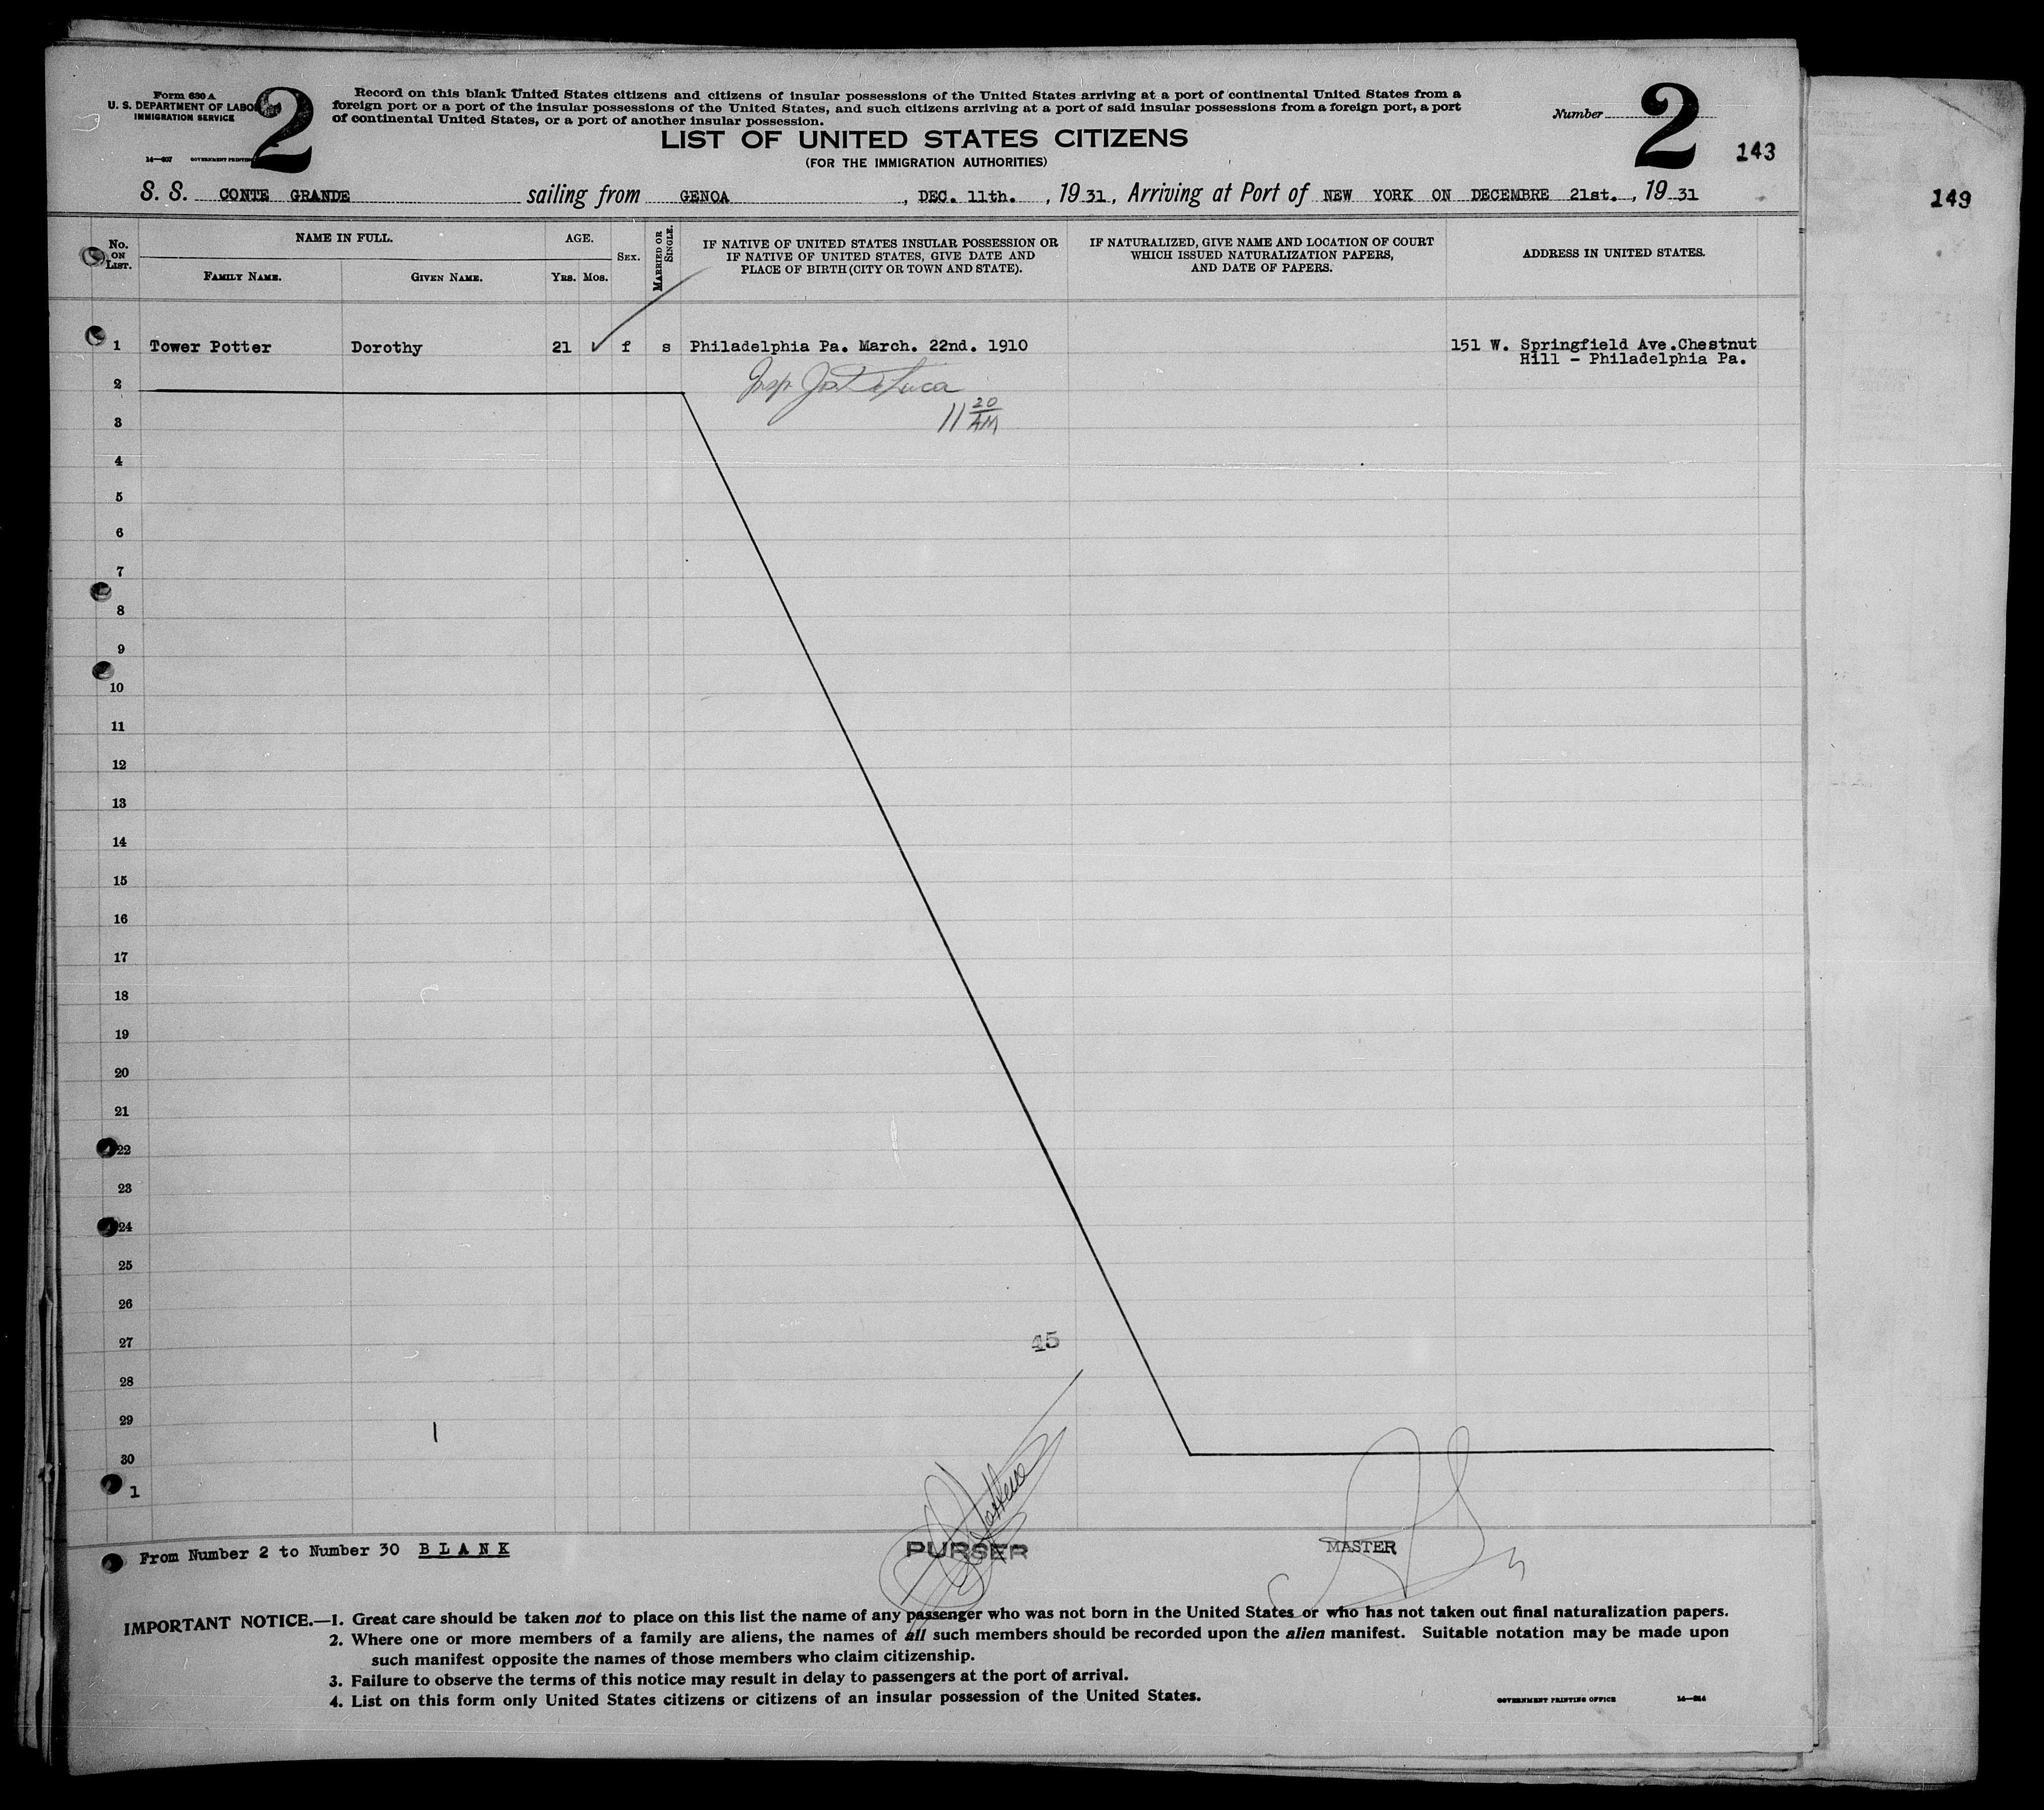 Form 630 A
U. S. DEPARTMENT OF LABOR
IMMIGRATION SERVICE
2
14—607 GOVERNMENT PRINTING
Record on this blank United States citizens and citizens of insular possessions of the United States arriving at a port of continental United States from a
foreign port or a port of the insular possessions of the United States, and such citizens arriving at a port of said insular possessions from a foreign port, a port
of continental United States, or a port of another insular possession.
LIST OF UNITED STATES CITIZENS
(FOR THE IMMIGRATION AUTHORITIES)
Number 2
143
149
S. S. CONTE GRANDE sailing from GENOA, DEC. 11th., 19 31, Arriving at Port of NEW YORK ON DECEMBRE 21st., 19 31
No. ON LIST.
NAME IN FULL.
FAMILY NAME.
GIVEN NAME.
AGE.
YRS. MOS.
SEX.
MARRIED OR SINGLE.
IF NATIVE OF UNITED STATES INSULAR POSSESSION OR
IF NATIVE OF UNITED STATES, GIVE DATE AND
PLACE OF BIRTH (CITY OR TOWN AND STATE).
IF NATURALIZED, GIVE NAME AND LOCATION OF COURT
WHICH ISSUED NATURALIZATION PAPERS,
AND DATE OF PAPERS.
ADDRESS IN UNITED STATES.
1 Tower Potter Dorothy 21 ✓ f s Philadelphia Pa. March. 22nd. 1910 151 W. Springfield Ave.Chestnut
Hill - Philadelphia Pa.
2
Insp Jos De Luca
11 20 AM
3
4
5
6
7
8
9
10
11
12
13
14
15
16
17
18
19
20
21
22
23
24
25
26
27
45
28
29
30
1
From Number 2 to Number 30 BLANK
PURSER
MASTER
IMPORTANT NOTICE.—1. Great care should be taken not to place on this list the name of any passenger who was not born in the United States or who has not taken out final naturalization papers.
2. Where one or more members of a family are aliens, the names of all such members should be recorded upon the alien manifest. Suitable notation may be made upon
such manifest opposite the names of those members who claim citizenship.
3. Failure to observe the terms of this notice may result in delay to passengers at the port of arrival.
4. List on this form only United States citizens or citizens of an insular possession of the United States.
GOVERNMENT PRINTING OFFICE